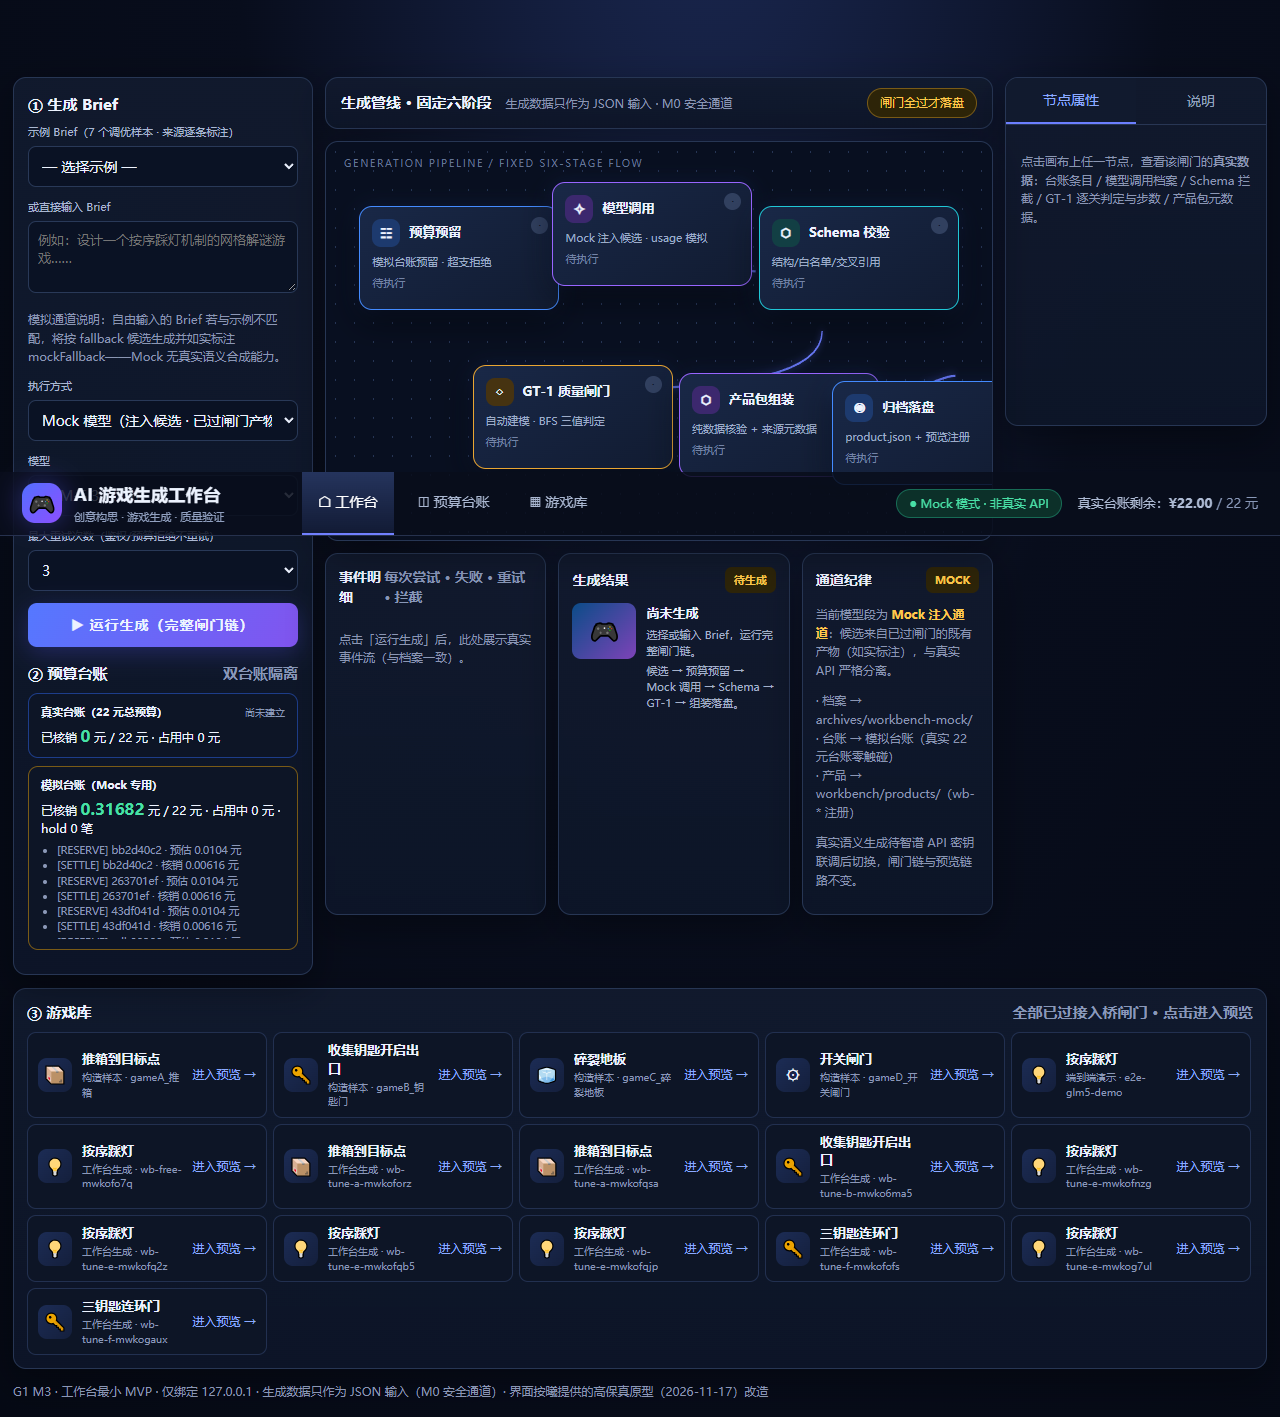 ① 生成 Brief
示例 Brief（7 个调优样本 · 来源逐条标注）
— 选择示例 —
或直接输入 Brief
例如：设计一个按序踩灯机制的网格解谜游
戏......
模拟通道说明：自由输入的 Brief 若与示例不匹
配，将按 fallback 候选生成并如实标注
mockFallback——Mock 无真实语义合成能力。
执行方式
Mock 模型（注入候选 · 已过闸门产物
模型
生成管线 • 固定六阶段
生成数据只作为 JSON 输入 · M0 安全通道
闸门全过才落盘
GENERATION PIPELINE / FIXED SIX-STAGE FLOW
预算预留
模拟台账预留 · 超支拒绝
待执行
模型调用
Mock 注入候选 · usage 模拟
待执行
Schema 校验
结构/白名单/交叉引用
待执行
GT-1 质量闸门
自动建模 · BFS 三值判定
待执行
产品包组装
纯数据核验 + 来源元数据
待执行
归档落盘
product.json + 预览注册
待执行
节点属性
说明
点击画布上任一节点，查看该闸门的真实数
据：台账条目 / 模型调用档案 / Schema 拦
截 / GT-1 逐关判定与步数 / 产品包元数
据。
AI 游戏生成工作台
创意构思 · 游戏生成 · 质量验证
工作台
预算台账
游戏库
● Mock 模式 · 非真实 API
真实台账剩余：¥22.00 / 22 元
最大重试次数（鉴权/预算拒绝不重试）
3
▶ 运行生成（完整闸门链）
② 预算台账
双台账隔离
真实台账（22 元总预算）
尚未建立
已核销 0 元 / 22 元 · 占用中 0 元
模拟台账（Mock 专用）
已核销 0.31682 元 / 22 元 · 占用中 0 元 ·
hold 0 笔
[RESERVE] bb2d40c2 · 预估 0.0104 元
[SETTLE] bb2d40c2 · 核销 0.00616 元
[RESERVE] 263701ef · 预估 0.0104 元
[SETTLE] 263701ef · 核销 0.00616 元
[RESERVE] 43df041d · 预估 0.0104 元
[SETTLE] 43df041d · 核销 0.00616 元
事件明
细
每次尝试 • 失败 • 重试
• 拦截
点击「运行生成」后，此处展示真实
事件流（与档案一致）。
生成结果
待生成
尚未生成
选择或输入 Brief，运行完
整闸门链。
候选 → 预算预留 →
Mock 调用 → Schema →
GT-1 → 组装落盘。
通道纪律
MOCK
当前模型段为 Mock 注入通
道：候选来自已过闸门的既有
产物（如实标注），与真实
API 严格分离。
· 档案 →
archives/workbench-mock/
· 台账 → 模拟台账（真实 22
元台账零触碰）
· 产品 →
workbench/products/（wb-
* 注册）
真实语义生成待智谱 API 密钥
联调后切换，闸门链与预览链
路不变。
③ 游戏库
全部已过接入桥闸门 • 点击进入预览
推箱到目标点
构造样本 · gameA_推
箱
进入预览 →
收集钥匙开启出
口
构造样本 · gameB_钥
匙门
进入预览 →
碎裂地板
构造样本 · gameC_碎
裂地板
进入预览 →
开关闸门
构造样本 · gameD_开
关闸门
进入预览 →
按序踩灯
端到端演示 · e2e-
glm5-demo
进入预览 →
按序踩灯
工作台生成 · wb-free-
mwkofo7q
进入预览 →
推箱到目标点
工作台生成 · wb-
tune-a-mwkoforz
进入预览 →
推箱到目标点
工作台生成 · wb-
tune-a-mwkofqsa
进入预览 →
收集钥匙开启出
口
工作台生成 · wb-
tune-b-mwko6ma5
进入预览 →
按序踩灯
工作台生成 · wb-
tune-e-mwkofnzg
进入预览 →
按序踩灯
工作台生成 · wb-
tune-e-mwkofq2z
进入预览 →
按序踩灯
工作台生成 · wb-
tune-e-mwkofqb5
进入预览 →
按序踩灯
工作台生成 · wb-
tune-e-mwkofqjp
进入预览 →
三钥匙连环门
工作台生成 · wb-
tune-f-mwkofofs
进入预览 →
按序踩灯
工作台生成 · wb-
tune-e-mwkog7ul
进入预览 →
三钥匙连环门
工作台生成 · wb-
tune-f-mwkogaux
进入预览 →
G1 M3 · 工作台最小 MVP · 仅绑定 127.0.0.1 · 生成数据只作为 JSON 输入（M0 安全通道）· 界面按曦提供的高保真原型（2026-11-17）改造